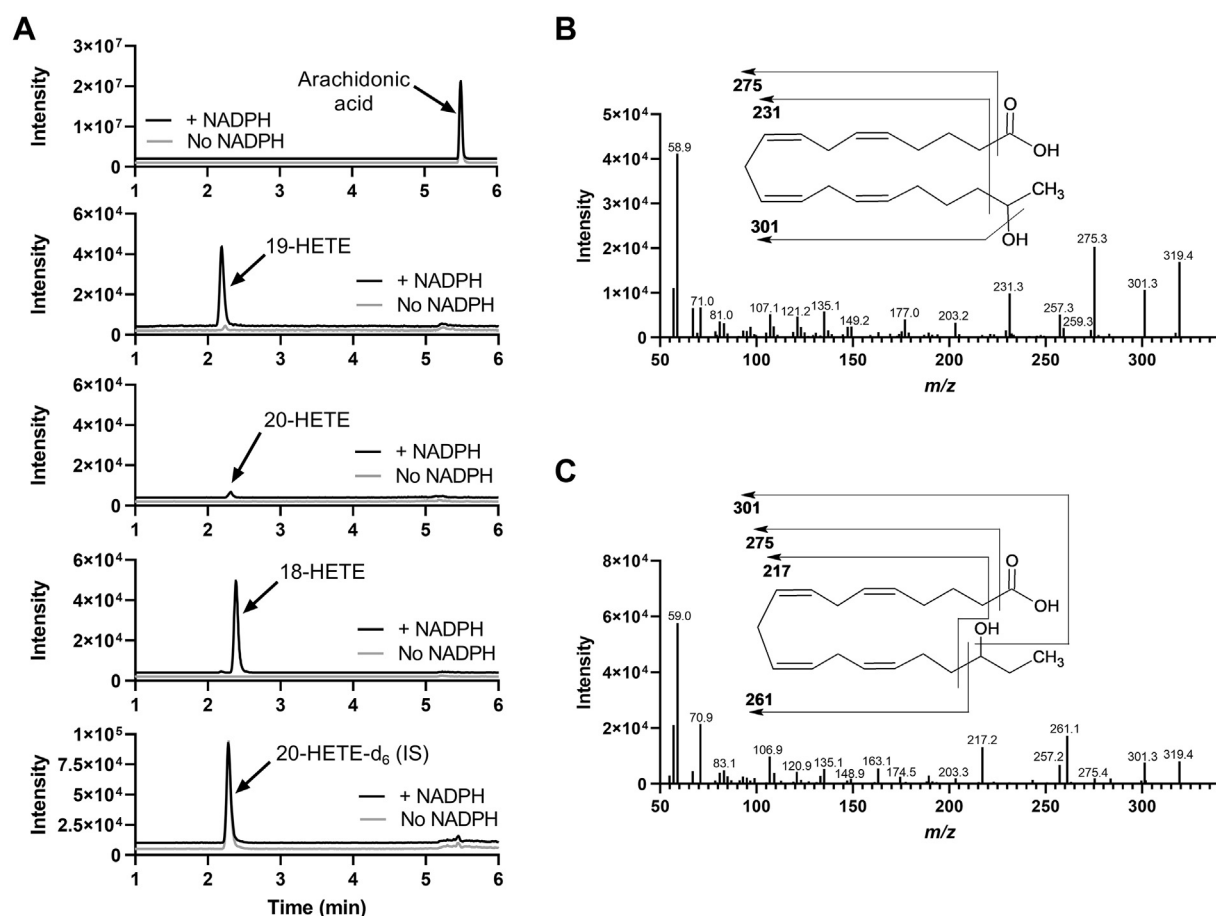 A
3×10⁷
2×10⁷
1×10⁷
0
Intensity
Arachidonic
acid
+ NADPH
No NADPH
1 2 3 4 5 6
6×10⁴
4×10⁴
2×10⁴
0
Intensity
19-HETE
+ NADPH
No NADPH
1 2 3 4 5 6
6×10⁴
4×10⁴
2×10⁴
0
Intensity
20-HETE
+ NADPH
No NADPH
1 2 3 4 5 6
6×10⁴
4×10⁴
2×10⁴
0
Intensity
18-HETE
+ NADPH
No NADPH
1 2 3 4 5 6
1×10⁵
7.5×10⁴
5×10⁴
2.5×10⁴
0
Intensity
20-HETE-d₆ (IS)
+ NADPH
No NADPH
1 2 3 4 5 6
Time (min)
B
275
231
O
OH
CH₃
OH
301
5×10⁴
4×10⁴
3×10⁴
2×10⁴
1×10⁴
0
Intensity
58.9
71.0
81.0
107.1
121.2
135.1
149.2
177.0
203.2
231.3
257.3
259.3
275.3
301.3
319.4
50 100 150 200 250 300
m/z
C
301
275
217
O
OH
OH
CH₃
261
8×10⁴
6×10⁴
4×10⁴
2×10⁴
0
Intensity
59.0
70.9
83.1
106.9
120.9
135.1
148.9
163.1
174.5
203.3
217.2
257.2
261.1
275.4
301.3
319.4
50 100 150 200 250 300
m/z